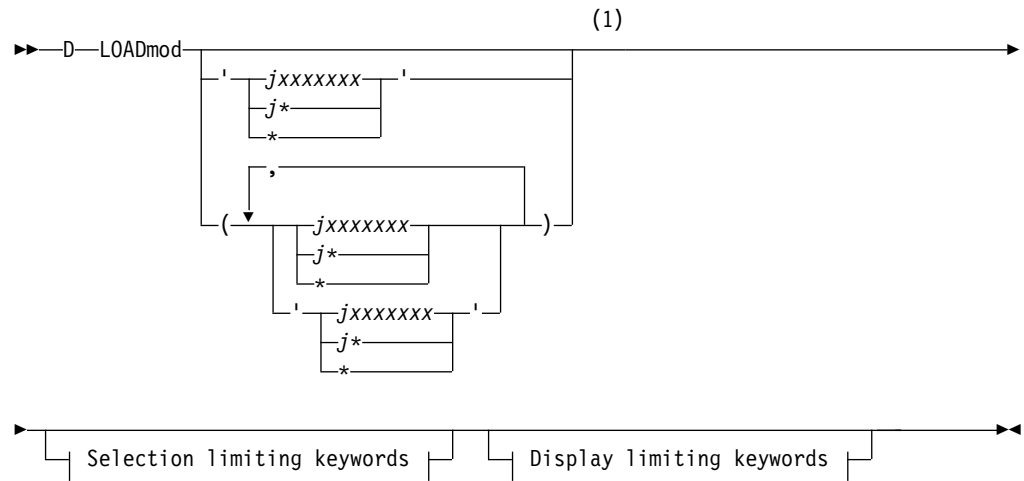 (1)
D LOADmod
' jxxxxxxx '
j*
*
,
( jxxxxxxx )
j*
*
' jxxxxxxx '
j*
*
Selection limiting keywords Display limiting keywords